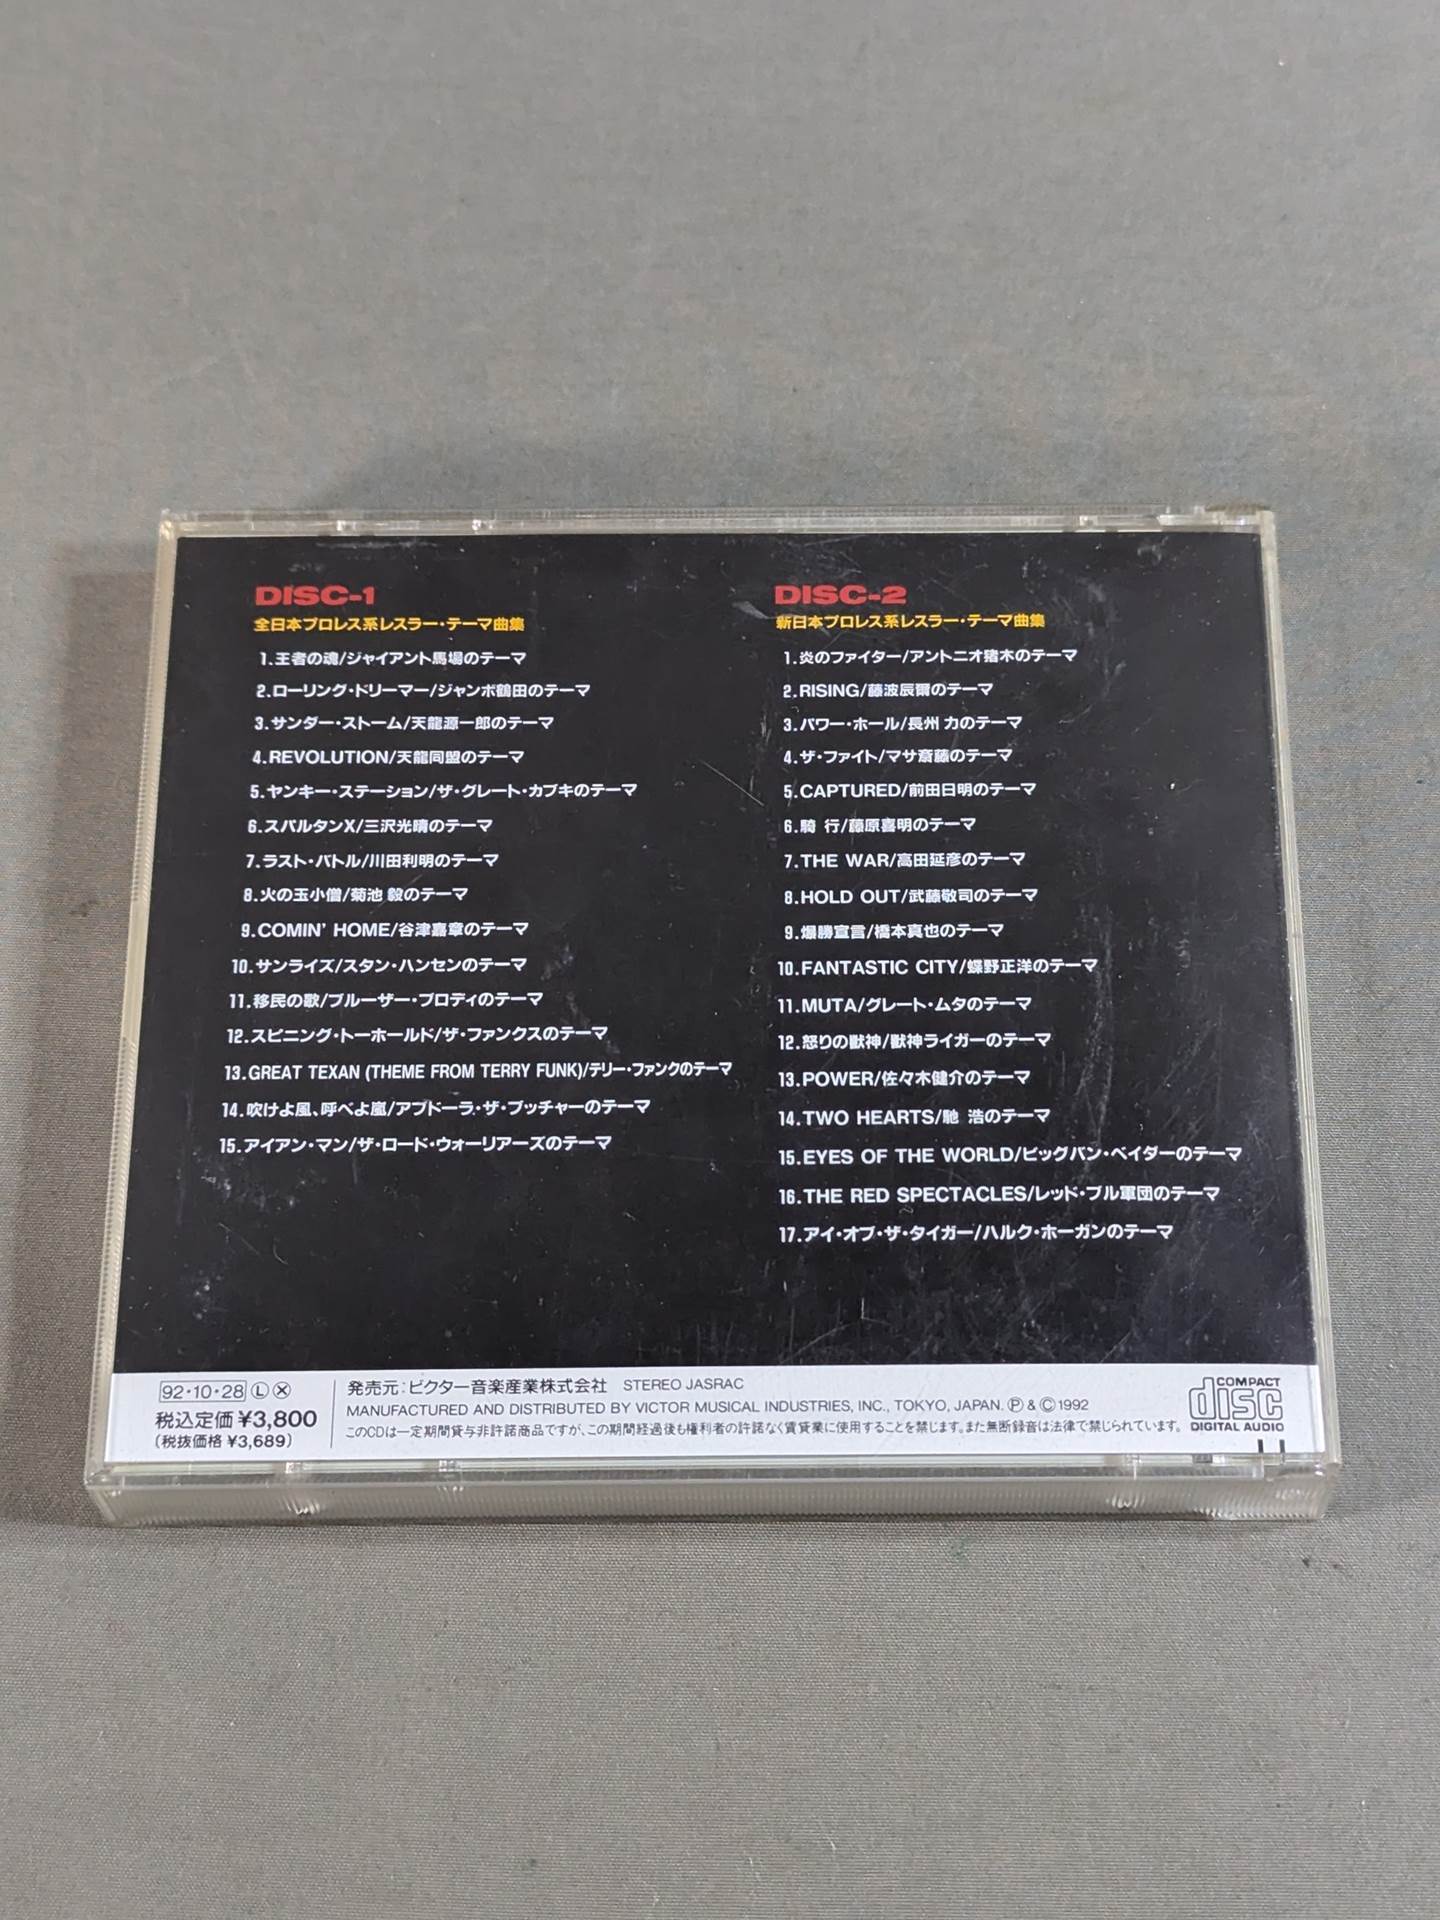 DISC-1
全日本プロレス系レスラー・テーマ曲集
1.王者の魂/ジャイアント馬場のテーマ
2.ローリング・ドリーマー/ジャンボ鶴田のテーマ
3.サンダー・ストーム/天龍源一郎のテーマ
4.REVOLUTION/天龍同盟のテーマ
5.ヤンキー・ステーション/ザ・グレート・カブキのテーマ
6.スパルタンX/三沢光晴のテーマ
7.ラスト・バトル/川田利明のテーマ
8.火の玉小僧/菊池 毅のテーマ
9.COMIN' HOME/谷津嘉章のテーマ
10.サンライズ/スタン・ハンセンのテーマ
11.移民の歌/ブルーザー・ブロディのテーマ
12.スピニング・トーホールド/ザ・ファンクスのテーマ
13.GREAT TEXAN (THEME FROM TERRY FUNK)/テリー・ファンクのテーマ
14.吹けよ風、呼べよ嵐/アブドーラ・ザ・ブッチャーのテーマ
15.アイアン・マン/ザ・ロード・ウォーリアーズのテーマ
DISC-2
新日本プロレス系レスラー・テーマ曲集
1.炎のファイター/アントニオ猪木のテーマ
2.RISING/藤波辰爾のテーマ
3.パワー・ホール/長州 力のテーマ
4.ザ・ファイト/マサ斎藤のテーマ
5.CAPTURED/前田日明のテーマ
6.騎 行/藤原喜明のテーマ
7.THE WAR/高田延彦のテーマ
8.HOLD OUT/武藤敬司のテーマ
9.爆勝宣言/橋本真也のテーマ
10.FANTASTIC CITY/蝶野正洋のテーマ
11.MUTA/グレート・ムタのテーマ
12.怒りの獣神/獣神ライガーのテーマ
13.POWER/佐々木健介のテーマ
14.TWO HEARTS/馳 浩のテーマ
15.EYES OF THE WORLD/ビッグバン・ベイダーのテーマ
16.THE RED SPECTACLES/レッド・ブル軍団のテーマ
17.アイ・オブ・ザ・タイガー/ハルク・ホーガンのテーマ
92・10・28 Ⓛ Ⓧ
税込定価 ¥3,800
(税抜価格 ¥3,689)
発売元:ビクター音楽産業株式会社 STEREO JASRAC
MANUFACTURED AND DISTRIBUTED BY VICTOR MUSICAL INDUSTRIES, INC., TOKYO, JAPAN. Ⓟ & Ⓒ 1992
このCDは一定期間貸与非許諾商品ですが、この期間経過後も権利者の許諾なく賃貸業に使用することを禁じます。また無断録音は法律で禁じられています。
COMPACT
disc
DIGITAL AUDIO